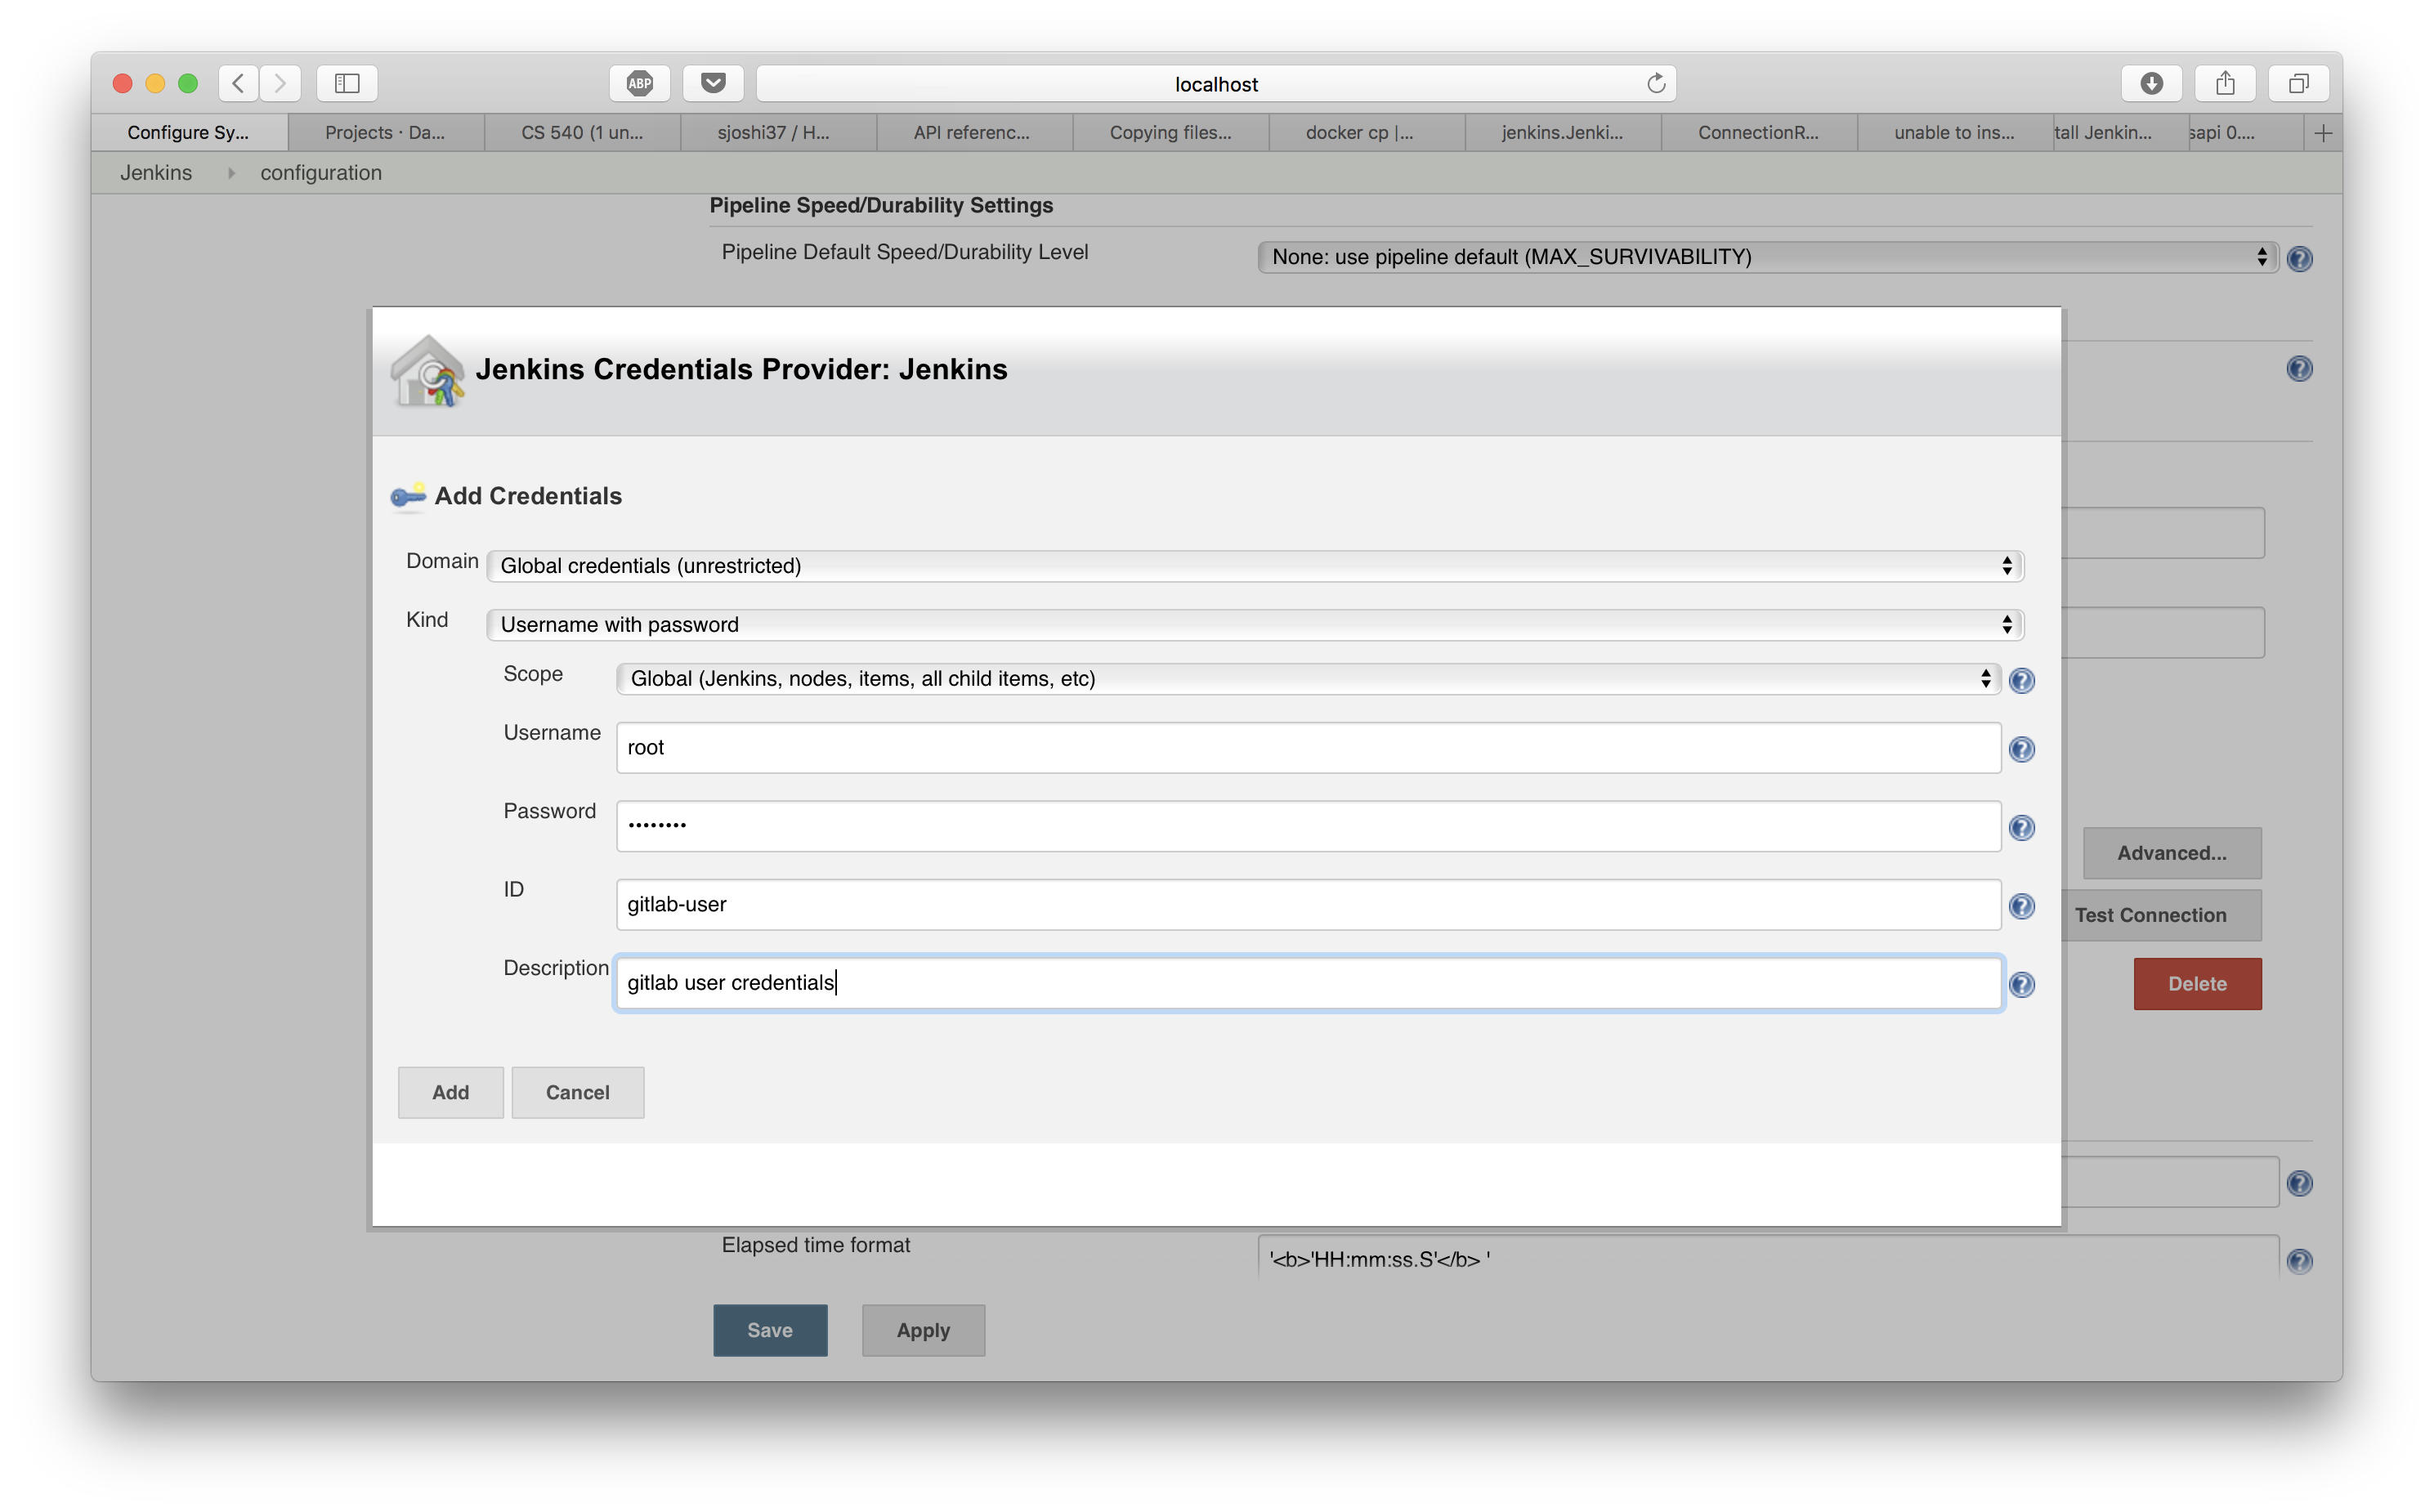 ABP
localhost
Configure Sy... Projects · Da... CS 540 (1 un... sjoshi37 / H... API referenc... Copying files... docker cp |... jenkins.Jenki... ConnectionR... unable to ins... tall Jenkin... sapi 0....
Jenkins configuration
Pipeline Speed/Durability Settings
Pipeline Default Speed/Durability Level None: use pipeline default (MAX_SURVIVABILITY)
Jenkins Credentials Provider: Jenkins
Add Credentials
Domain Global credentials (unrestricted)
Kind Username with password
Scope Global (Jenkins, nodes, items, all child items, etc)
Username root
Password ••••••••
Advanced...
ID gitlab-user
Test Connection
Description gitlab user credentials
Delete
Add Cancel
Elapsed time format '<b>'HH:mm:ss.S'</b> '
Save Apply